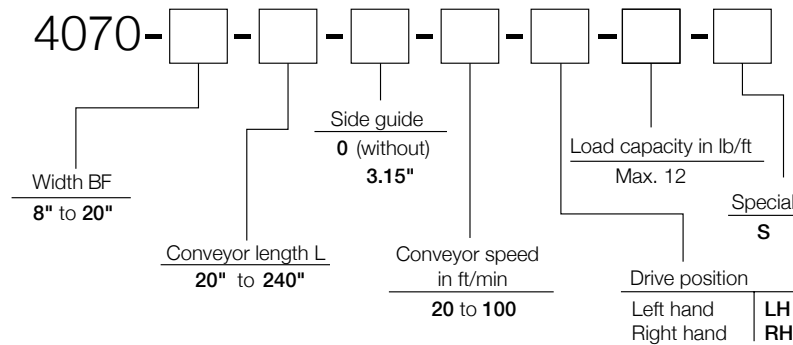 4070-
Side guide
0 (without)
3.15"
Load capacity in lb/ft
Max. 12
Width BF
8" to 20"
Special
S
Conveyor length L
20" to 240"
Conveyor speed
in ft/min
20 to 100
Drive position
Left hand LH
Right hand RH